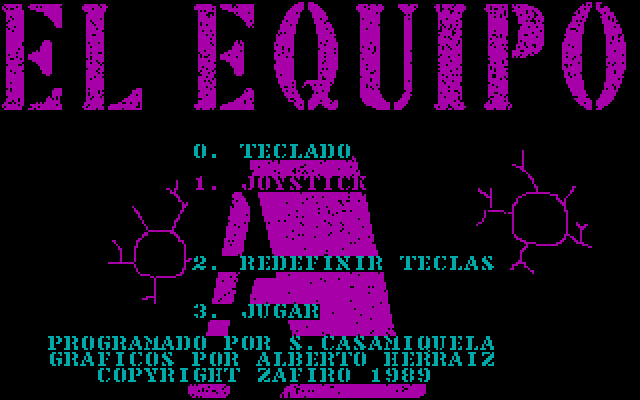 EL EQUIPO
A
0. TECLADO
1. JOYSTICK
2. REDEFINIR TECLAS
3. JUGAR
PROGRAMADO POR S.CASAMIQUELA
GRAFICOS POR ALBERTO HERRAIZ
COPYRIGHT ZAFIRO 1989